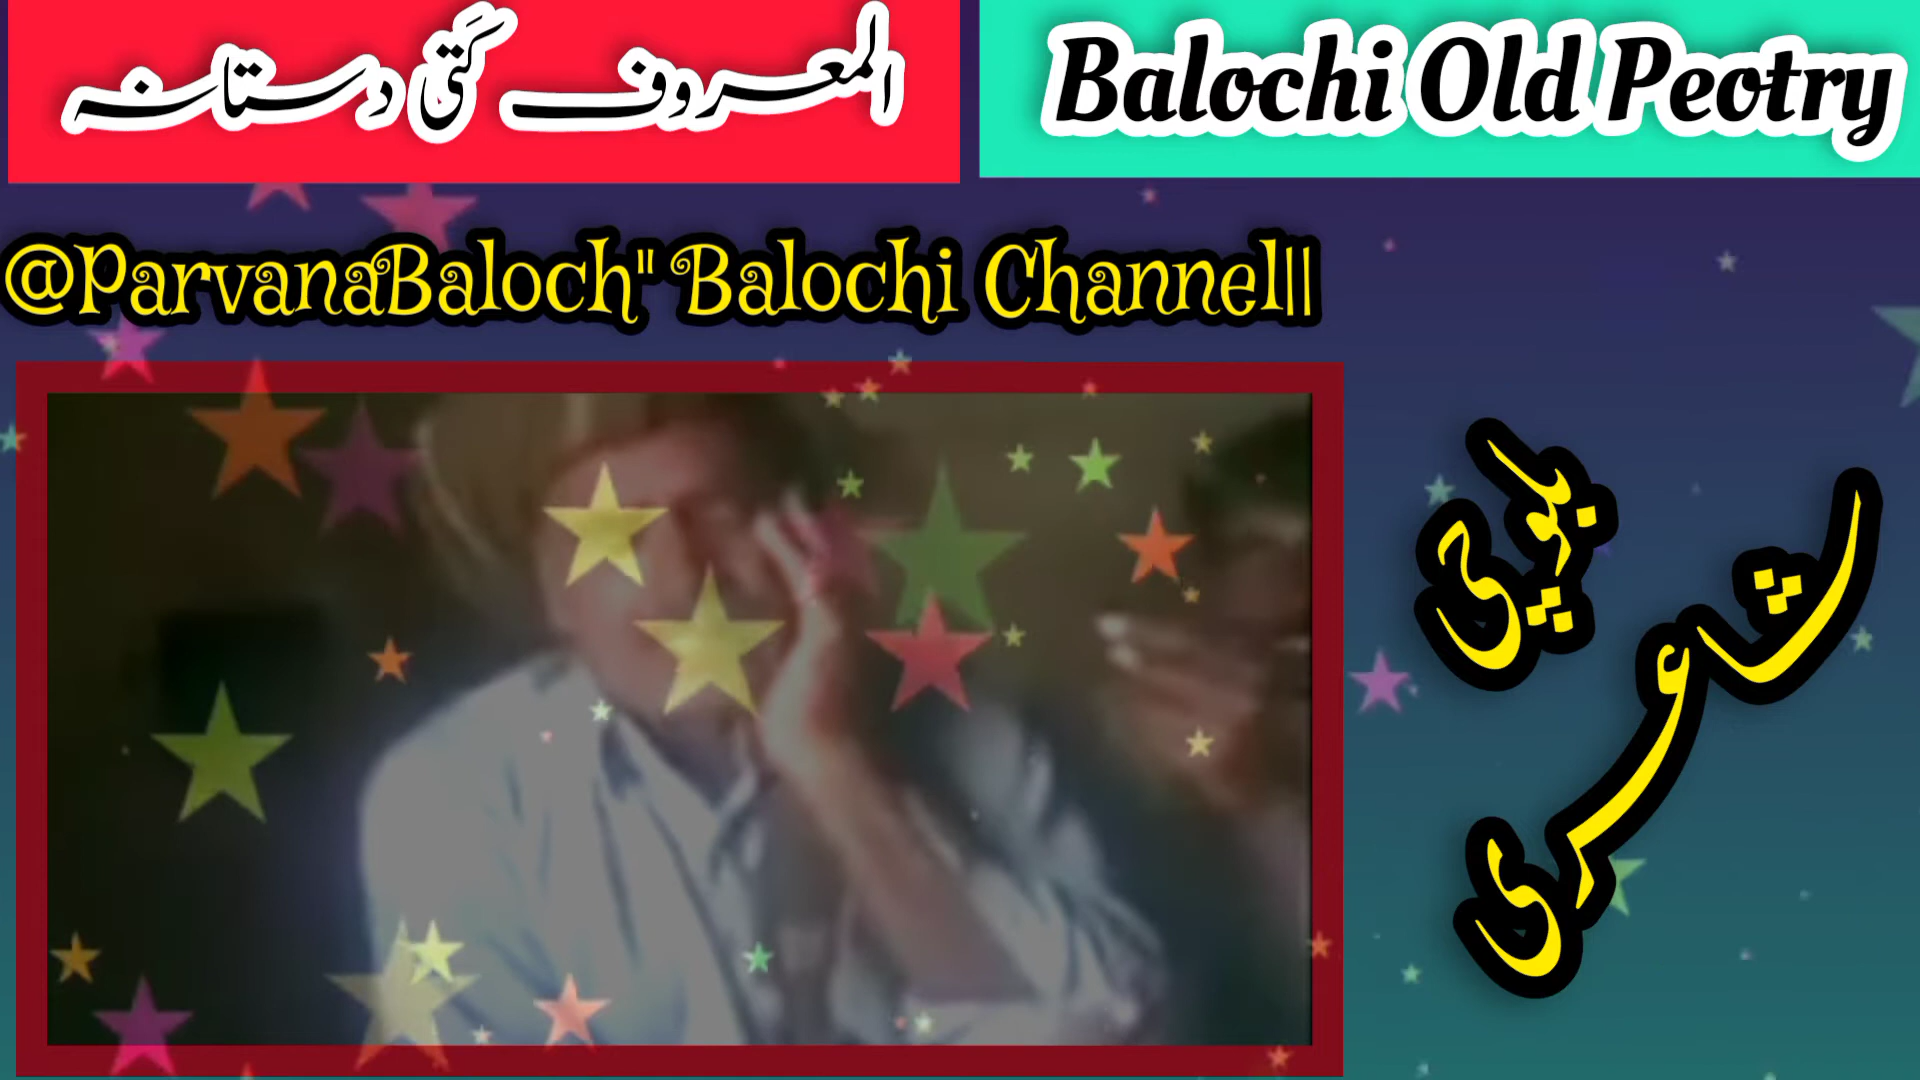 المعروف گتی دستانہ
Balochi Old Peotry
@ParvanaBaloch" Balochi Channel||
بلوچی
شاعری